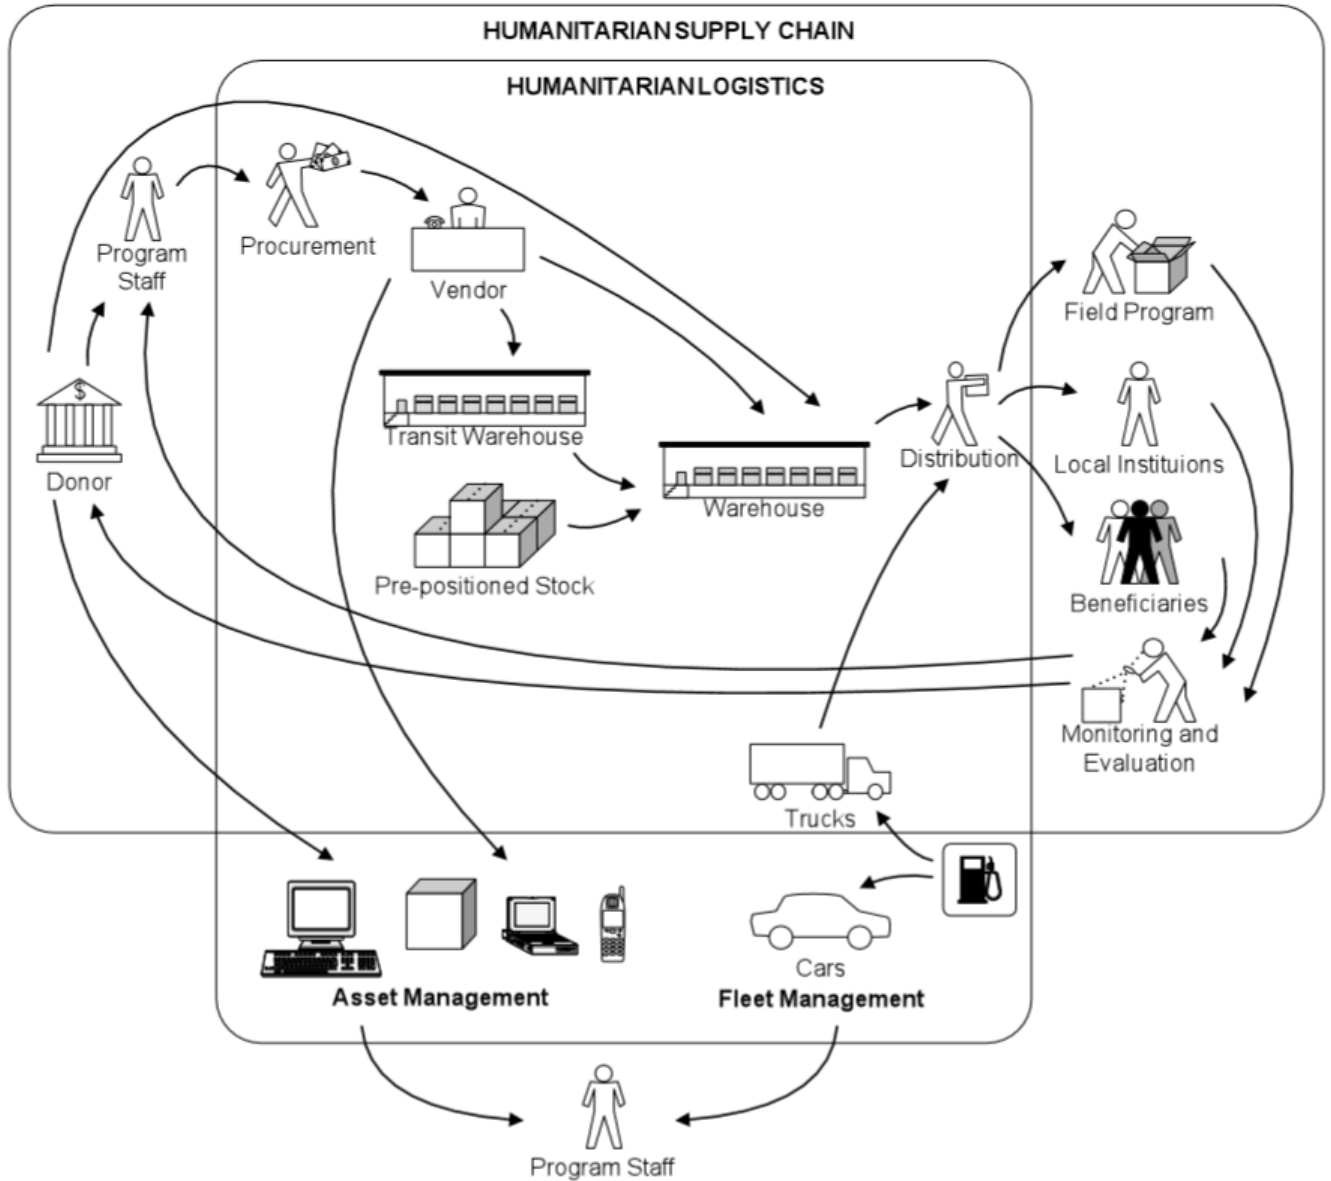 HUMANITARIAN SUPPLY CHAIN
HUMANITARIAN LOGISTICS
Program
Staff
Procurement
Vendor
Field Program
$
Donor
Transit Warehouse
Warehouse
Distribution
Local Instituions
Pre-positioned Stock
Beneficiaries
Monitoring and
Evaluation
Trucks
Cars
Asset Management
Fleet Management
Program Staff